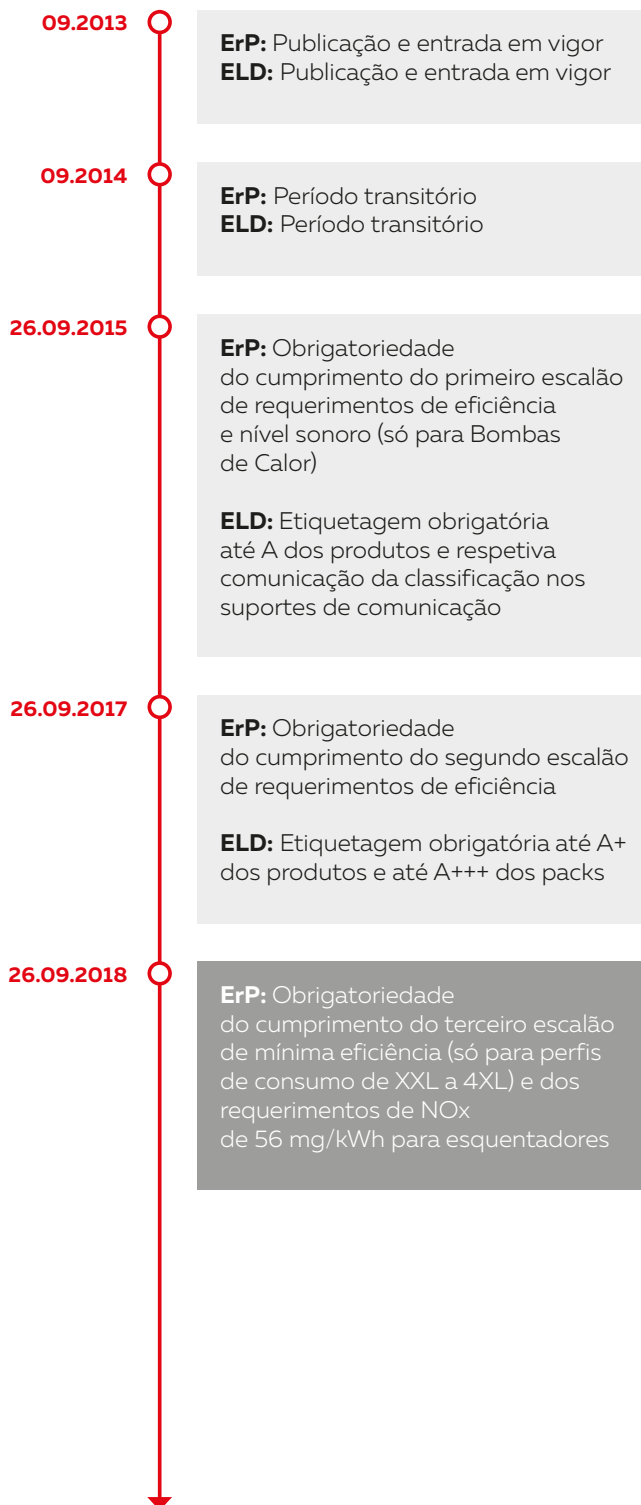 09.2013
ErP: Publicação e entrada em vigor
ELD: Publicação e entrada em vigor
09.2014
ErP: Período transitório
ELD: Período transitório
26.09.2015
ErP: Obrigatoriedade
do cumprimento do primeiro escalão
de requerimentos de eficiência
e nível sonoro (só para Bombas
de Calor)
ELD: Etiquetagem obrigatória
até A dos produtos e respetiva
comunicação da classificação nos
suportes de comunicação
26.09.2017
ErP: Obrigatoriedade
do cumprimento do segundo escalão
de requerimentos de eficiência
ELD: Etiquetagem obrigatória até A+
dos produtos e até A+++ dos packs
26.09.2018
ErP: Obrigatoriedade
do cumprimento do terceiro escalão
de mínima eficiência (só para perfis
de consumo de XXL a 4XL) e dos
requerimentos de NOx
de 56 mg/kWh para esquentadores